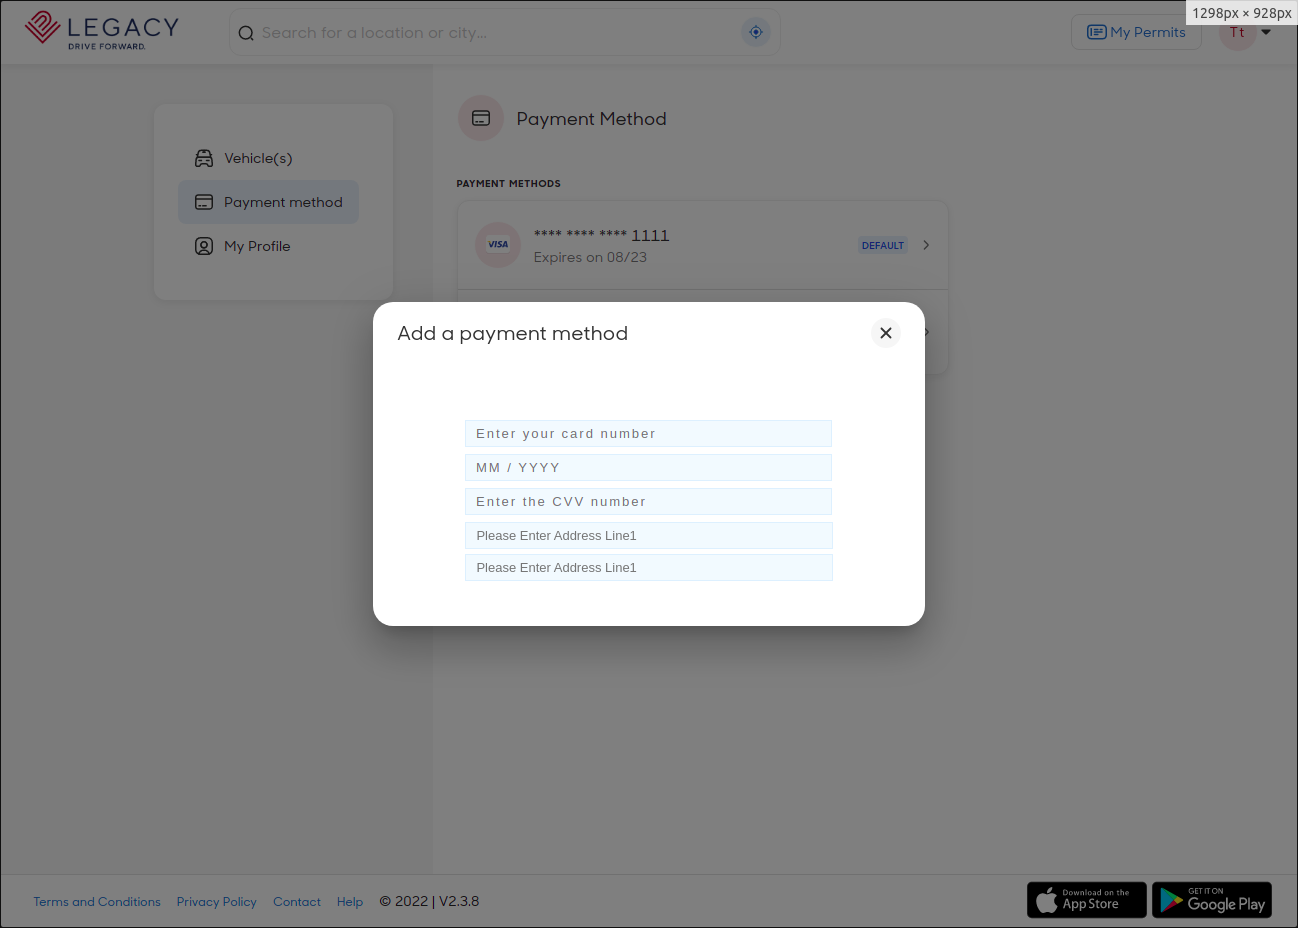 LEGACY
DRIVE FORWARD.
Search for a location or city...
My Permits
1298px × 928px
Tt
Vehicle(s)
Payment method
My Profile
Payment Method
PAYMENT METHODS
VISA
**** **** **** 1111
Expires on 08/23
DEFAULT
Add a payment method
Enter your card number
MM / YYYY
Enter the CVV number
Please Enter Address Line1
Please Enter Address Line1
Terms and Conditions Privacy Policy Contact Help © 2022 | V2.3.8
Download on the
App Store
GET IT ON
Google Play